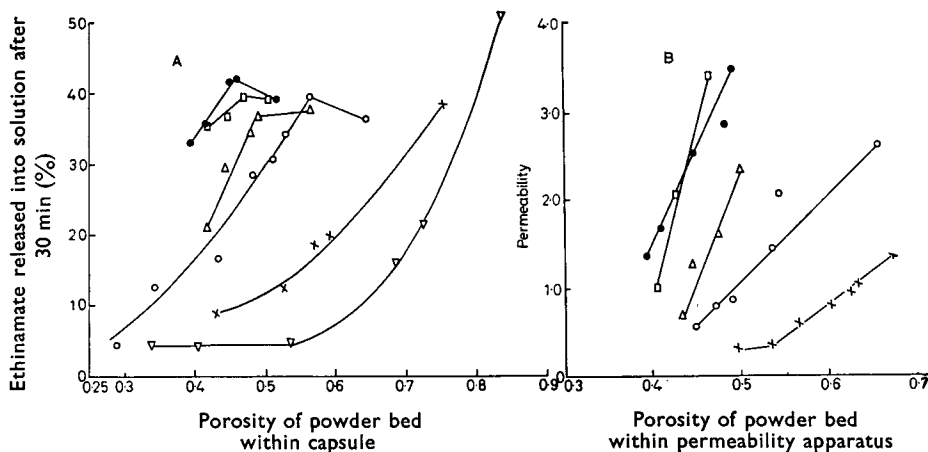 Ethinamate released into solution after
30 min (%)
50
40
30
20
10
0
A
0·25
0·3
0·4
0·5
0·6
0·7
0·8
0·9
Porosity of powder bed
within capsule
Permeability
4·0
3·0
2·0
1·0
0
B
0·3
0·4
0·5
0·6
0·7
Porosity of powder bed
within permeability apparatus